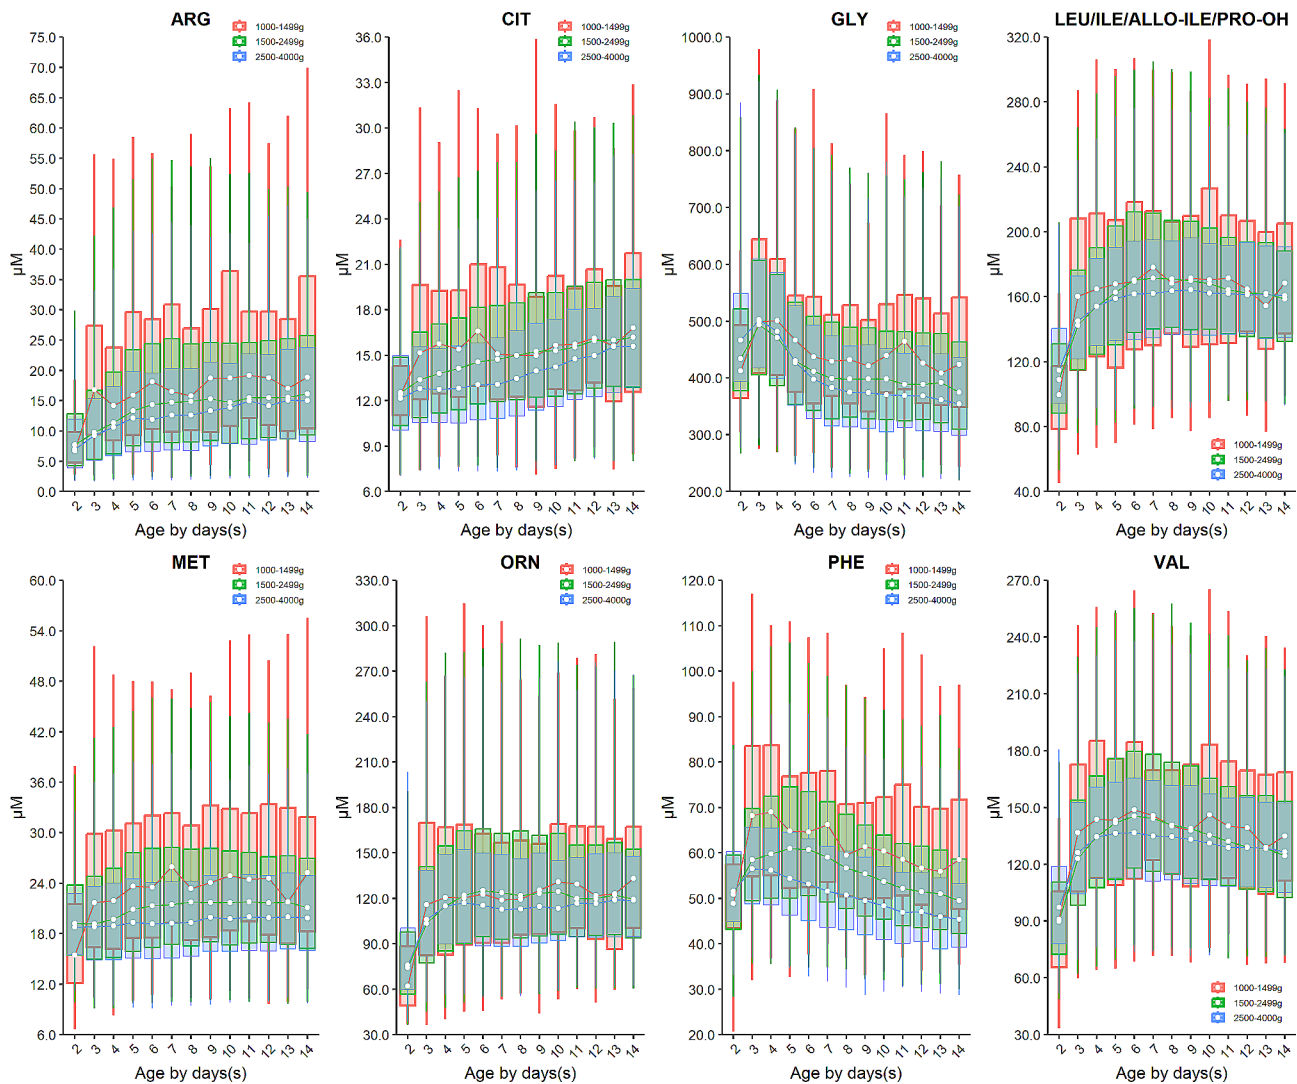 ARG
1000-1499g
1500-2499g
2500-4000g
75.0
70.0
65.0
60.0
55.0
50.0
45.0
40.0
35.0
30.0
25.0
20.0
15.0
10.0
5.0
0.0
µM
2 3 4 5 6 7 8 9 10 11 12 13 14
Age by days(s)
CIT
1000-1499g
1500-2499g
2500-4000g
36.0
33.0
30.0
27.0
24.0
21.0
18.0
15.0
12.0
9.0
6.0
µM
2 3 4 5 6 7 8 9 10 11 12 13 14
Age by days(s)
GLY
1000-1499g
1500-2499g
2500-4000g
1000.0
900.0
800.0
700.0
600.0
500.0
400.0
300.0
200.0
µM
2 3 4 5 6 7 8 9 10 11 12 13 14
Age by days(s)
LEU/ILE/ALLO-ILE/PRO-OH
320.0
280.0
240.0
200.0
160.0
120.0
80.0
40.0
µM
1000-1499g
1500-2499g
2500-4000g
2 3 4 5 6 7 8 9 10 11 12 13 14
Age by days(s)
MET
1000-1499g
1500-2499g
2500-4000g
60.0
54.0
48.0
42.0
36.0
30.0
24.0
18.0
12.0
6.0
µM
2 3 4 5 6 7 8 9 10 11 12 13 14
Age by days(s)
ORN
1000-1499g
1500-2499g
2500-4000g
330.0
300.0
270.0
240.0
210.0
180.0
150.0
120.0
90.0
60.0
30.0
µM
2 3 4 5 6 7 8 9 10 11 12 13 14
Age by days(s)
PHE
1000-1499g
1500-2499g
2500-4000g
120.0
110.0
100.0
90.0
80.0
70.0
60.0
50.0
40.0
30.0
20.0
µM
2 3 4 5 6 7 8 9 10 11 12 13 14
Age by days(s)
VAL
270.0
240.0
210.0
180.0
150.0
120.0
90.0
60.0
30.0
µM
1000-1499g
1500-2499g
2500-4000g
2 3 4 5 6 7 8 9 10 11 12 13 14
Age by days(s)